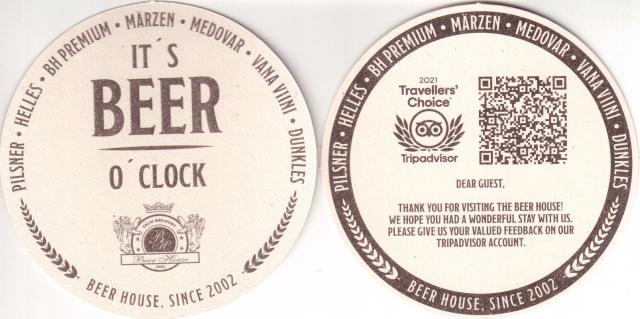 PILSNER • HELLES • BH PREMIUM • MÄRZEN • MEDOVAR • VANA VIINI • DUNKLES
IT´S
BEER
O´CLOCK
Beer House
2002
BEER HOUSE, SINCE 2002
PILSNER • HELLES • BH PREMIUM • MÄRZEN • MEDOVAR • VANA VIINI • DUNKLES
2021
Travellers'
Choice
Tripadvisor
DEAR GUEST,
THANK YOU FOR VISITING THE BEER HOUSE!
WE HOPE YOU HAD A WONDERFUL STAY WITH US.
PLEASE GIVE US YOUR VALUED FEEDBACK ON OUR
TRIPADVISOR ACCOUNT.
BEER HOUSE, SINCE 2002